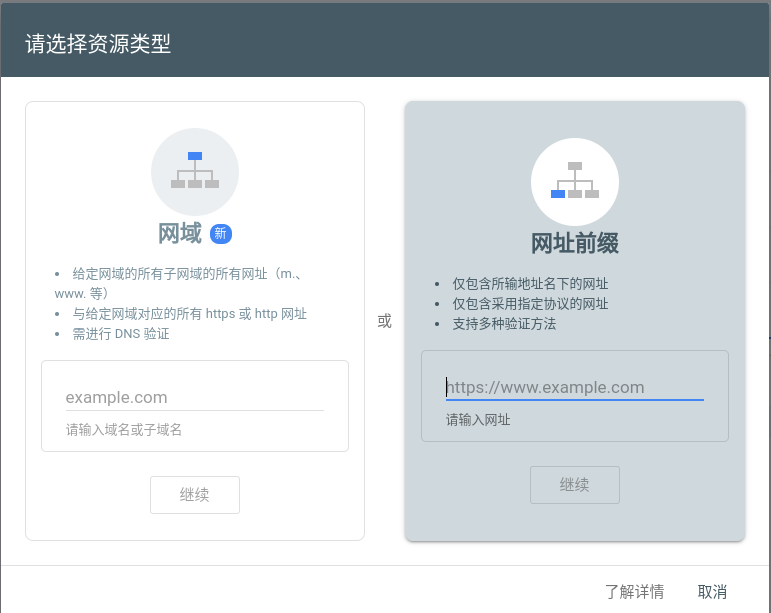 请选择资源类型
网域 新
• 给定网域的所有子网域的所有网址（m.、
www. 等）
• 与给定网域对应的所有 https 或 http 网址
• 需进行 DNS 验证
example.com
请输入域名或子域名
继续
或
网址前缀
• 仅包含所输地址名下的网址
• 仅包含采用指定协议的网址
• 支持多种验证方法
https://www.example.com
请输入网址
继续
了解详情 取消